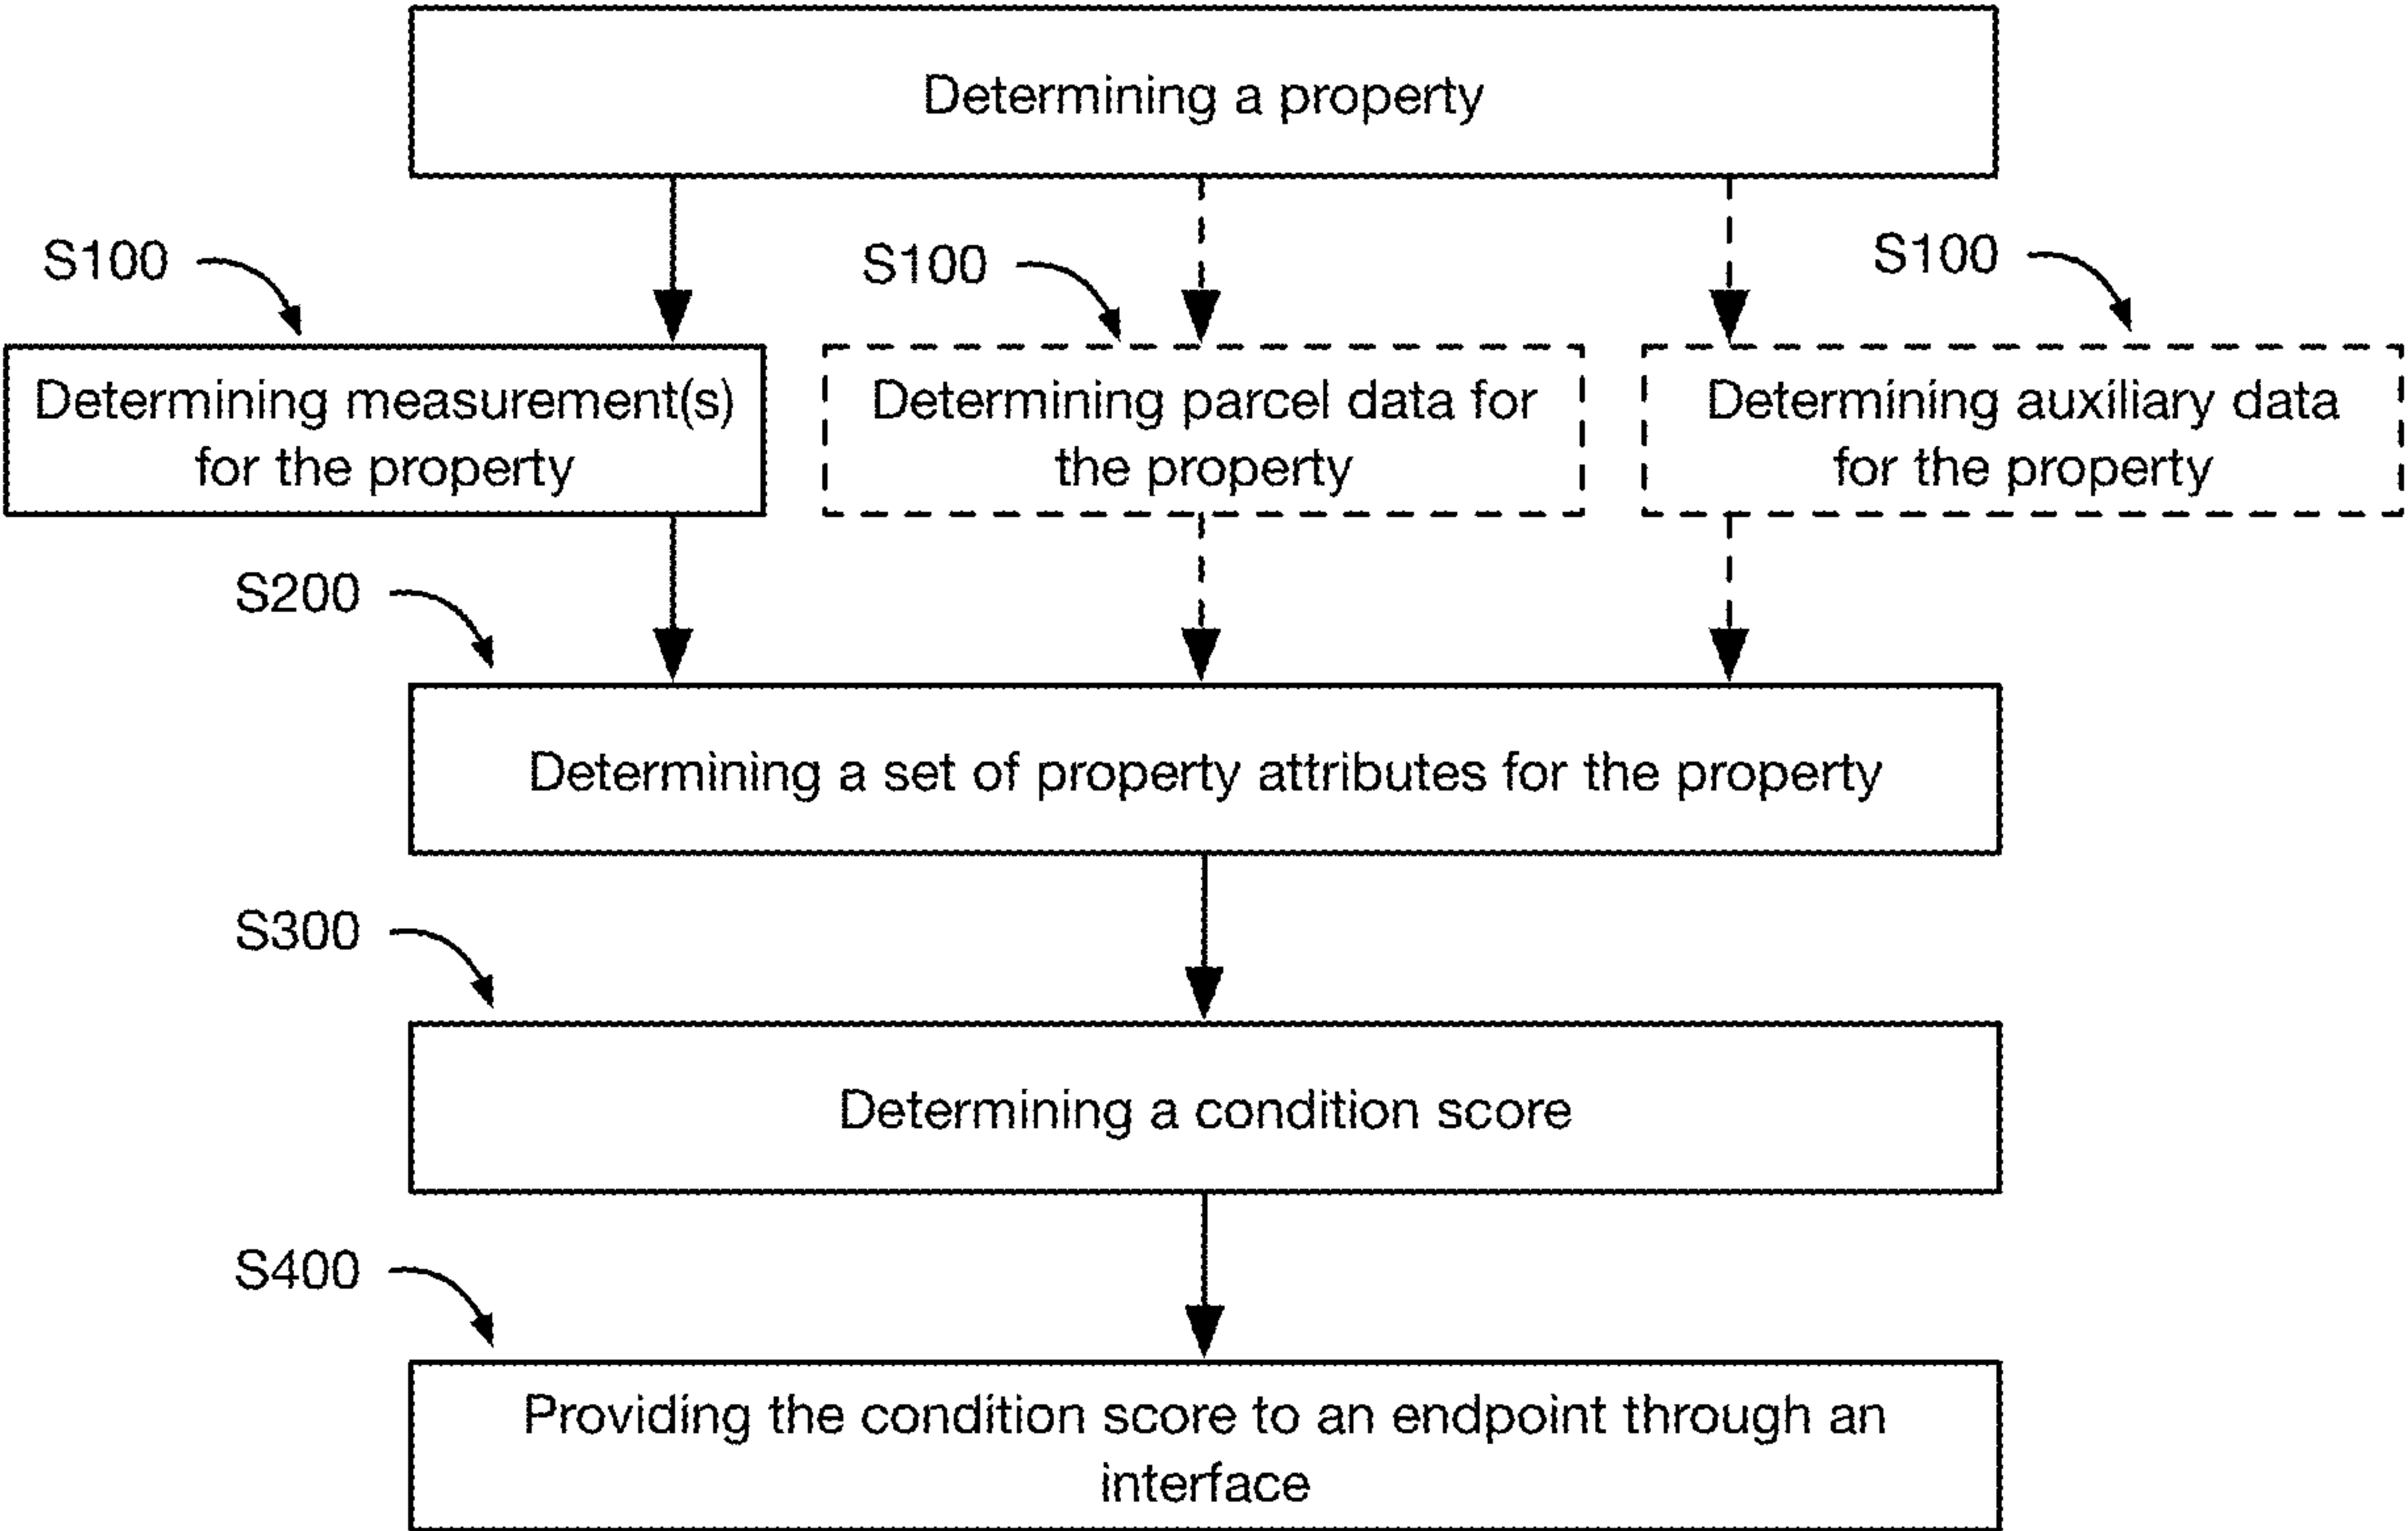 Determining a property
S100
S100
S100
Determining measurement(s)
for the property
Determining parcel data for
the property
Determining auxiliary data
for the property
S200
Determining a set of property attributes for the property
S300
Determining a condition score
S400
Providing the condition score to an endpoint through an
interface